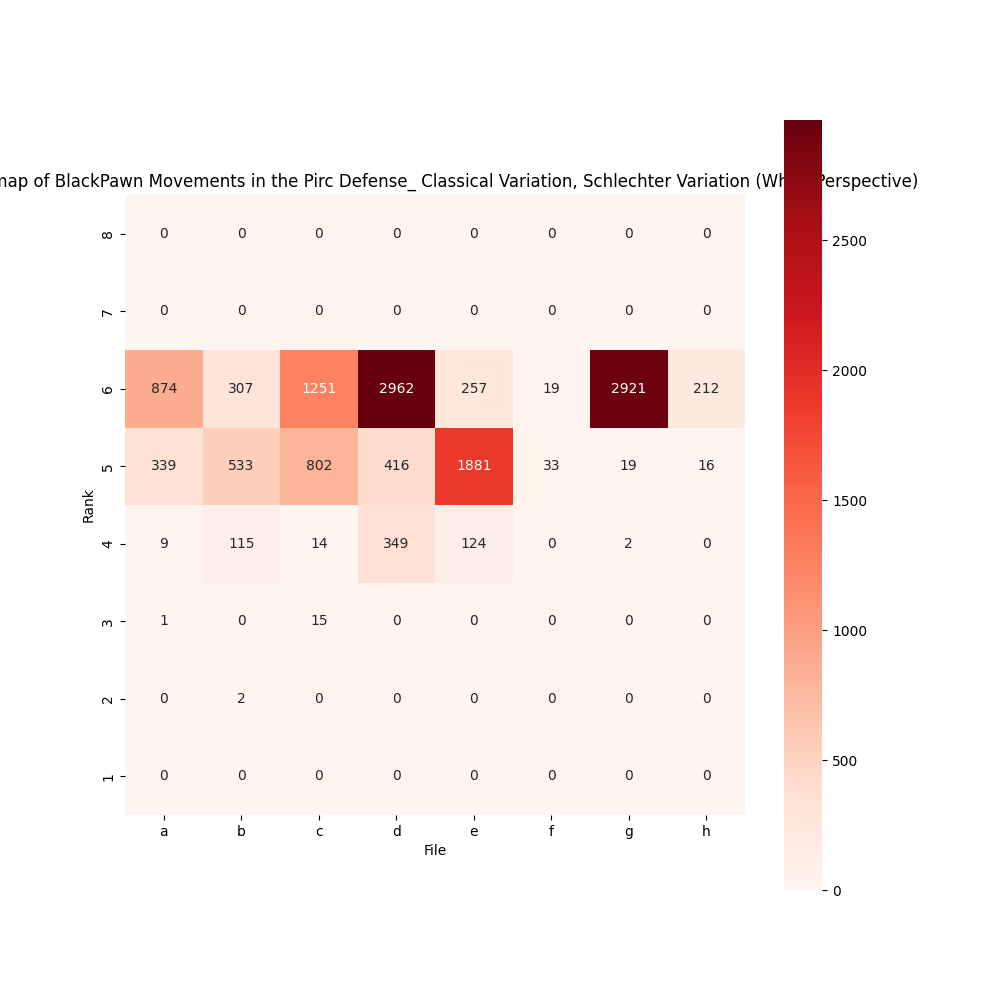 map of BlackPawn Movements in the Pirc Defense_ Classical Variation, Schlechter Variation (Wh Perspective)
8 0 0 0 0 0 0 0 0
7 0 0 0 0 0 0 0 0
6 874 307 1251 2962 257 19 2921 212
5 339 533 802 416 1881 33 19 16
4 9 115 14 349 124 0 2 0
3 1 0 15 0 0 0 0 0
2 0 2 0 0 0 0 0 0
1 0 0 0 0 0 0 0 0
a b c d e f g h
File
Rank
2500
2000
1500
1000
500
0